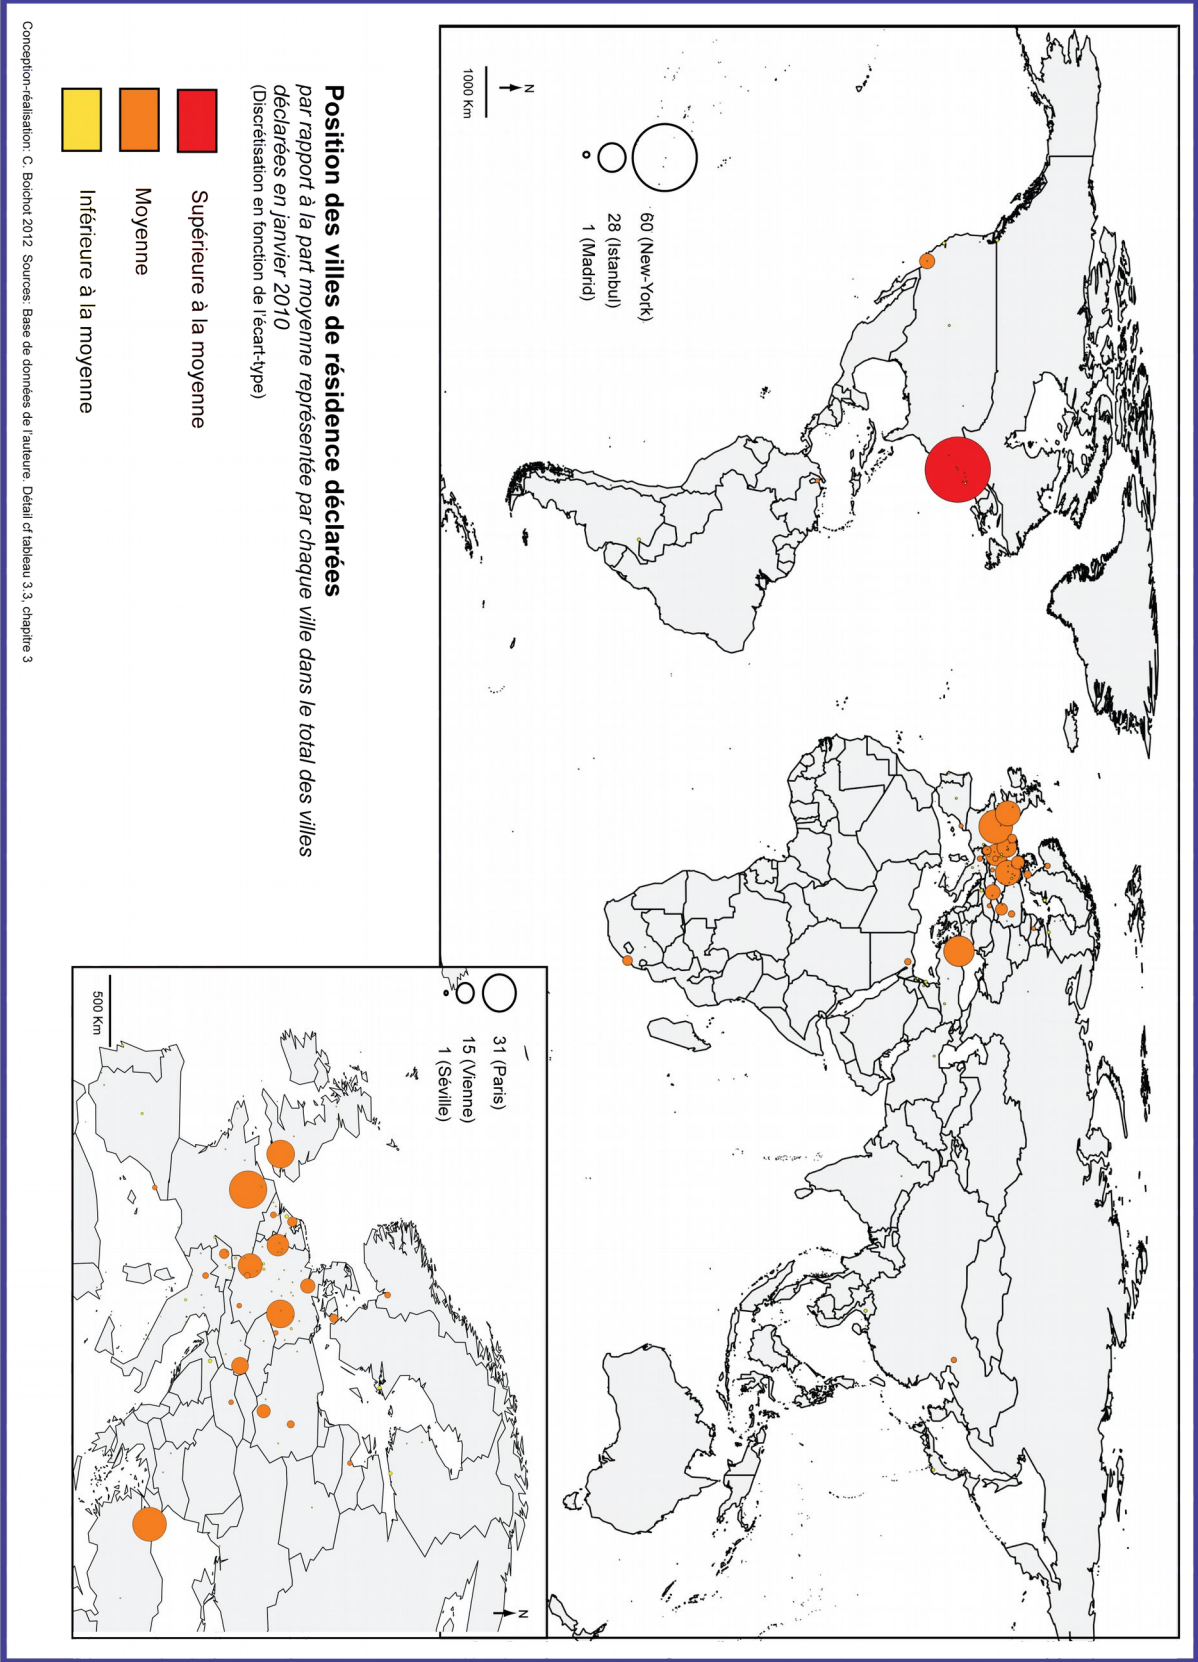 N
1000 Km
60 (New-York)
28 (Istanbul)
1 (Madrid)
31 (Paris)
15 (Vienne)
1 (Séville)
500 Km
N
Position des villes de résidence déclarées
par rapport à la part moyenne représentée par chaque ville dans le total des villes
déclarées en janvier 2010
(Discrétisation en fonction de l'écart-type)
Supérieure à la moyenne
Moyenne
Inférieure à la moyenne
Conception-réalisation: C. Boichot 2012 Sources: Base de données de l'auteure. Détail cf tableau 3.3, chapitre 3